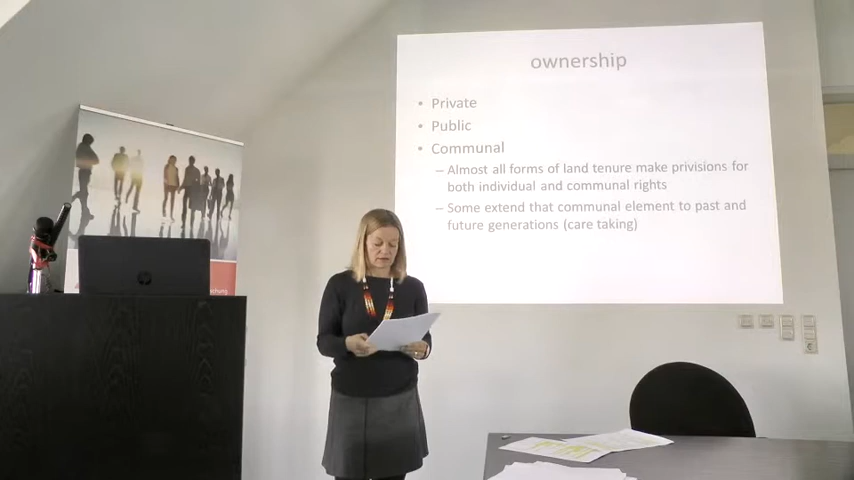 ownership
• Private
• Public
• Communal
– Almost all forms of land tenure make privisions for
both individual and communal rights
– Some extend that communal element to past and
future generations (care taking)
hp